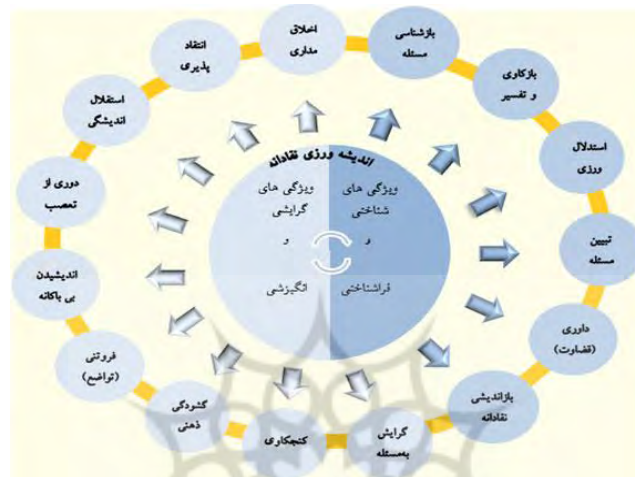 اندیشه ورزی نقادانه
ویژگی های
شناختی
و
فراشناختی
ویژگی های
گرایشی
و
انگیزشی
بازشناسی
مسئله
بازکاوی
و تفسیر
استدلال
ورزی
تبیین
مسئله
داوری
(قضاوت)
بازاندیشی
نقادانه
گرایش
به‌مسئله
کنجکاوی
گشودگی
ذهنی
فروتنی
(تواضع)
اندیشیدن
بی باکانه
دوری از
تعصب
استقلال
اندیشگی
انتقاد
پذیری
اخلاق
مداری